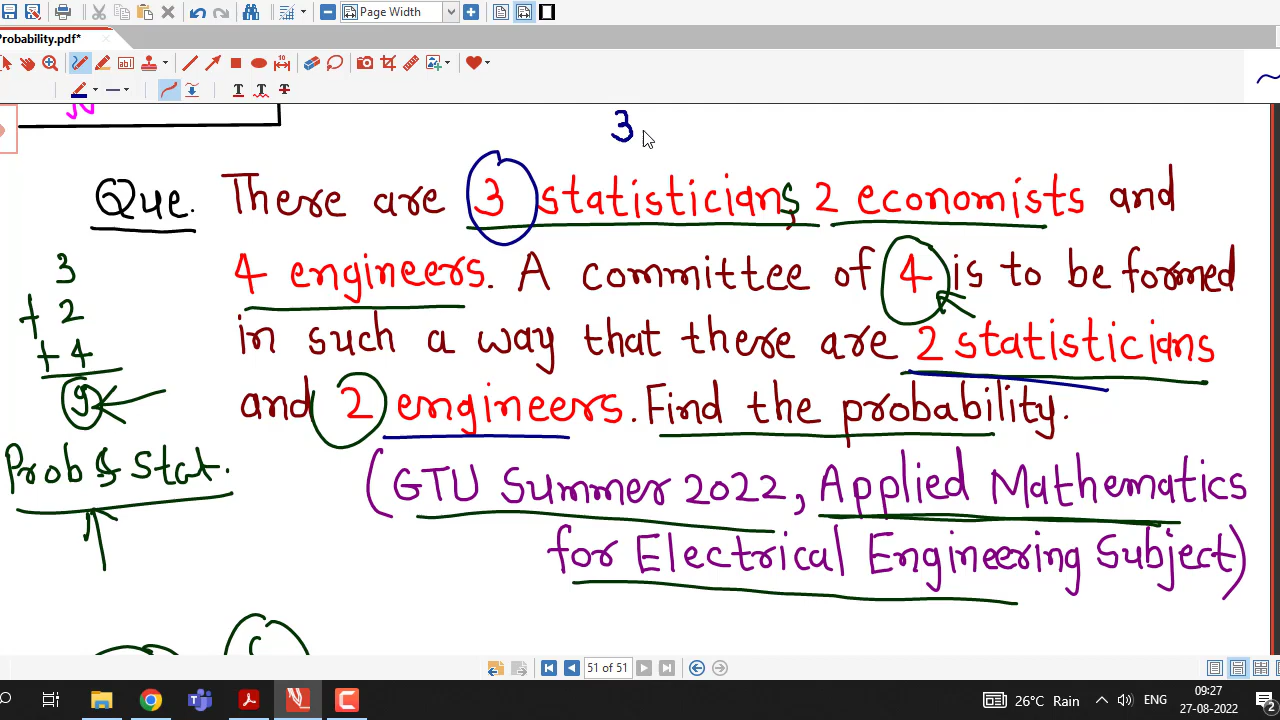 Page Width
Probability.pdf*
3
Que. There are 3 statisticians, 2 economists and
4 engineers. A committee of 4 is to be formed
in such a way that there are 2 statisticians
and 2 engineers. Find the probability.
(GTU Summer 2022, Applied Mathematics
for Electrical Engineering Subject)
3
+ 2
+ 4
9
Prob & Stat.
51 of 51
26°C Rain
ENG
09:27
27-08-2022
2